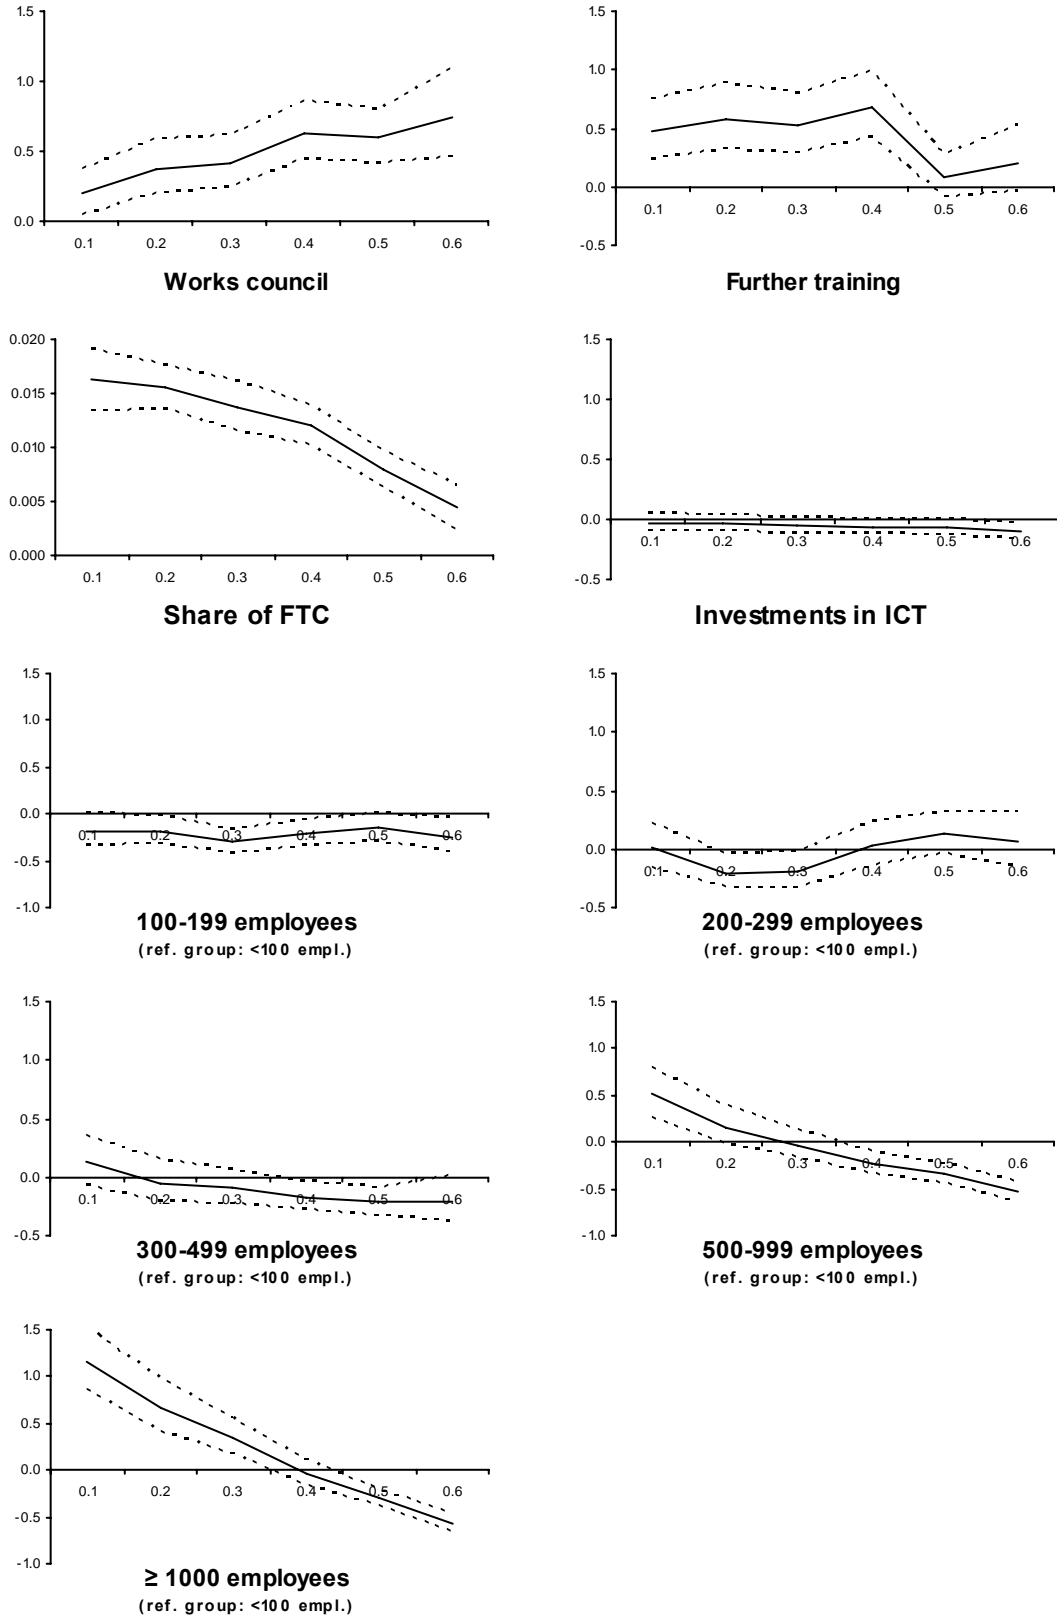 1.5
1.0
0.5
0.0
0.1 0.2 0.3 0.4 0.5 0.6
Works council
1.5
1.0
0.5
0.0
-0.5
0.1 0.2 0.3 0.4 0.5 0.6
Further training
0.020
0.015
0.010
0.005
0.000
0.1 0.2 0.3 0.4 0.5 0.6
Share of FTC
1.5
1.0
0.5
0.0
-0.5
0.1 0.2 0.3 0.4 0.5 0.6
Investments in ICT
1.5
1.0
0.5
0.0
-0.5
-1.0
0.1 0.2 0.3 0.4 0.5 0.6
100-199 employees
(ref. group: <100 empl.)
1.5
1.0
0.5
0.0
-0.5
0.1 0.2 0.3 0.4 0.5 0.6
200-299 employees
(ref. group: <100 empl.)
1.5
1.0
0.5
0.0
-0.5
0.1 0.2 0.3 0.4 0.5 0.6
300-499 employees
(ref. group: <100 empl.)
1.5
1.0
0.5
0.0
-0.5
-1.0
0.1 0.2 0.3 0.4 0.5 0.6
500-999 employees
(ref. group: <100 empl.)
1.5
1.0
0.5
0.0
-0.5
-1.0
0.1 0.2 0.3 0.4 0.5 0.6
≥ 1000 employees
(ref. group: <100 empl.)